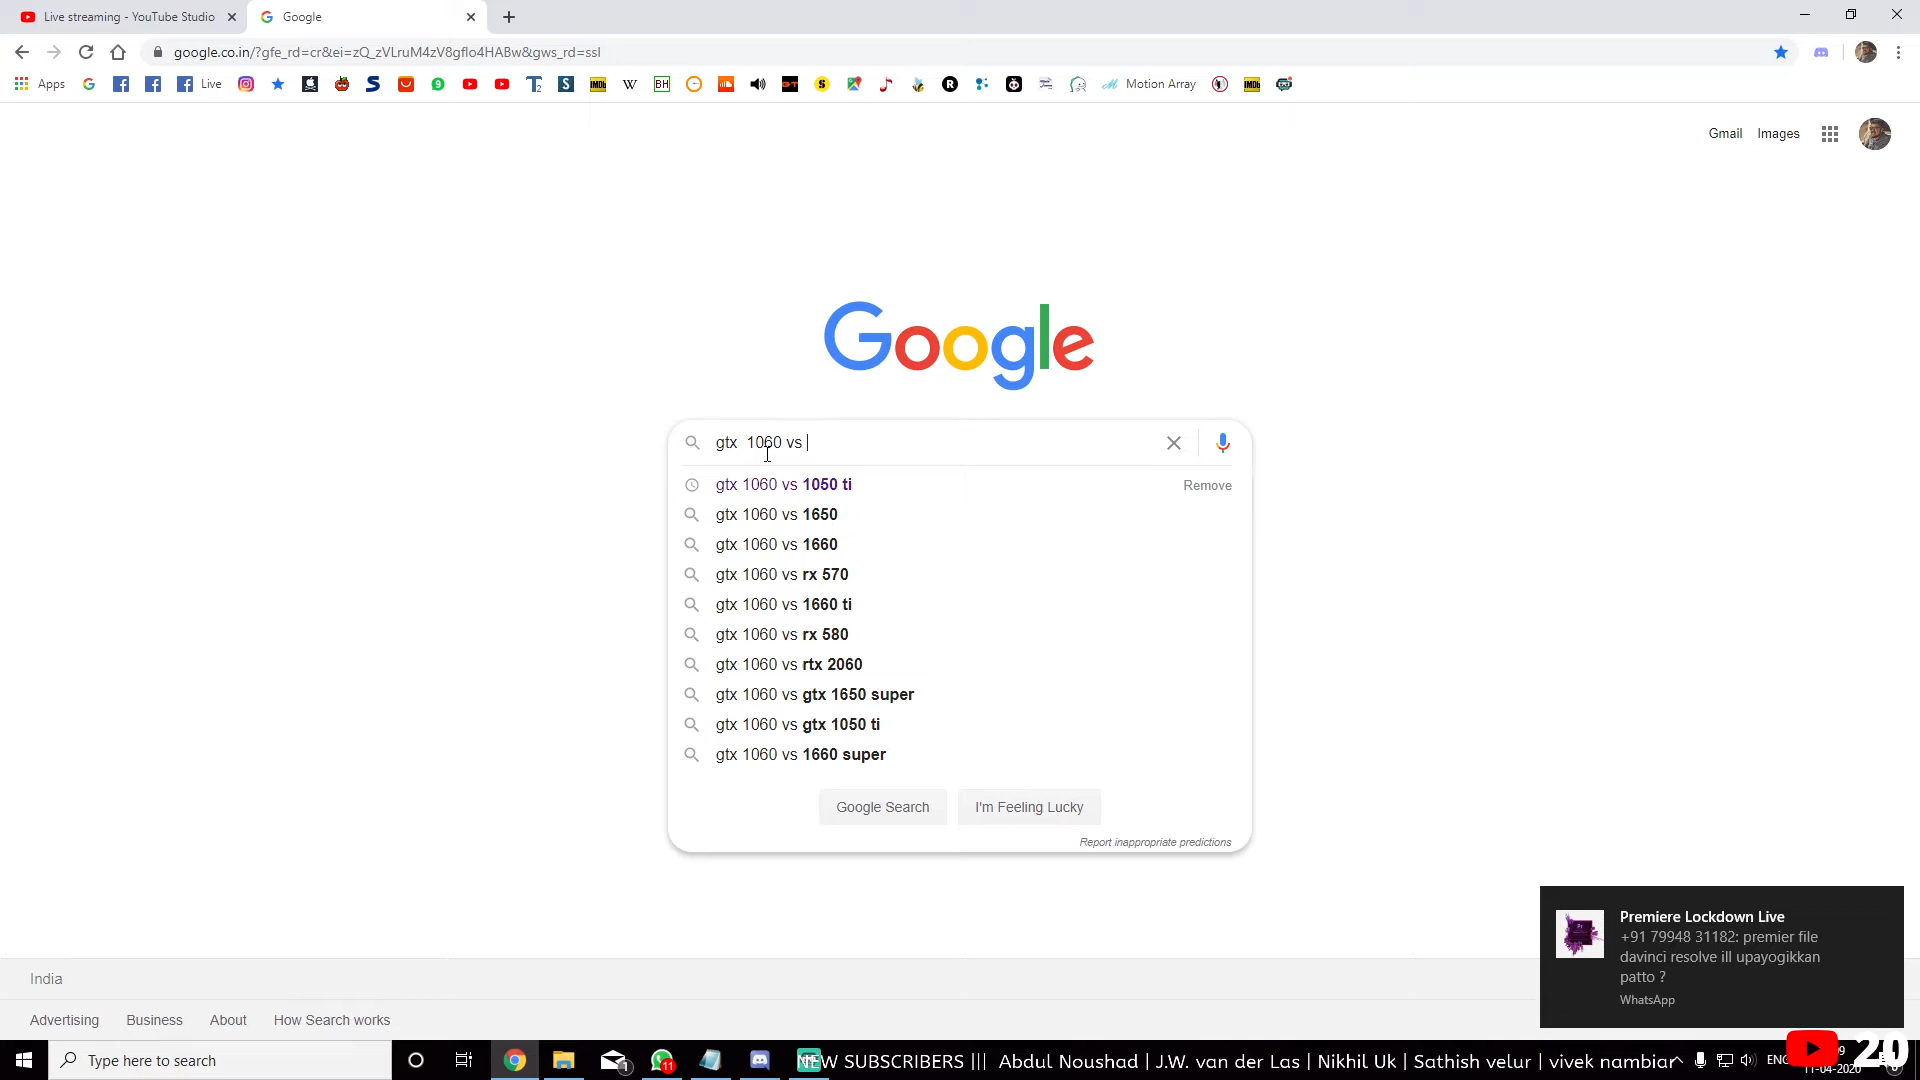 Live streaming - YouTube Studio
Google
google.co.in/?gfe_rd=cr&ei=zQ_zVLruM4zV8gflo4HABw&gws_rd=ssl
Apps
Live
Motion Array
Gmail
Images
Google
gtx  1060 vs
gtx 1060 vs 1050 ti
Remove
gtx 1060 vs 1650
gtx 1060 vs 1660
gtx 1060 vs rx 570
gtx 1060 vs 1660 ti
gtx 1060 vs rx 580
gtx 1060 vs rtx 2060
gtx 1060 vs gtx 1650 super
gtx 1060 vs gtx 1050 ti
gtx 1060 vs 1660 super
Google Search
I'm Feeling Lucky
Report inappropriate predictions
Premiere Lockdown Live
+91 79948 31182: premier file
davinci resolve ill upayogikkan
patto ?
WhatsApp
India
Advertising
Business
About
How Search works
Type here to search
NEW SUBSCRIBERS ||| Abdul Noushad | J.W. van der Las | Nikhil Uk | Sathish velur | vivek nambiar
ENG
11-04-2020
20